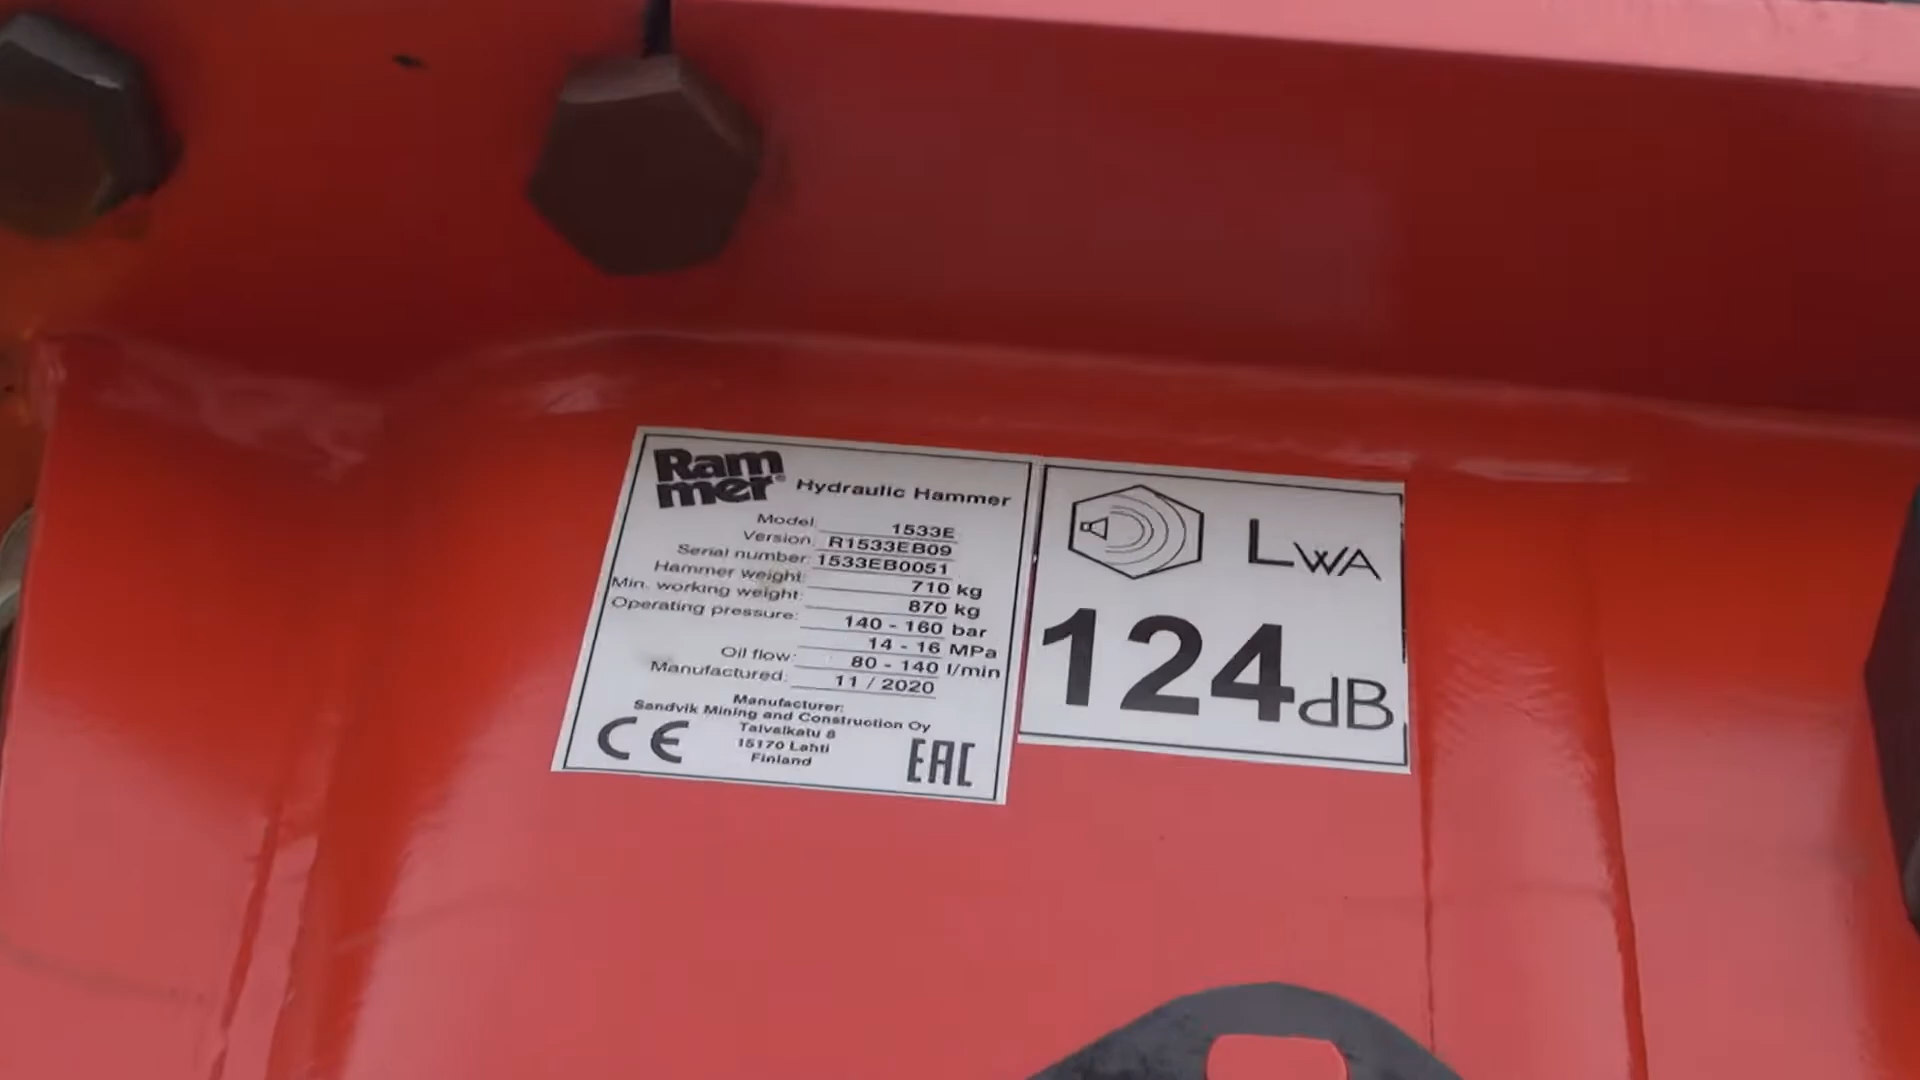 Ram
mer® Hydraulic Hammer
Model: 1533E
Version: R1533EB09
Serial number: 1533EB0051
Hammer weight: 710 kg
Min. working weight: 870 kg
Operating pressure: 140 - 160 bar
14 - 16 MPa
Oil flow: 80 - 140 l/min
Manufactured: 11 / 2020
Manufacturer:
Sandvik Mining and Construction Oy
Taivalkatu 8
15170 Lahti
Finland
CE
EAC
LWA
124dB